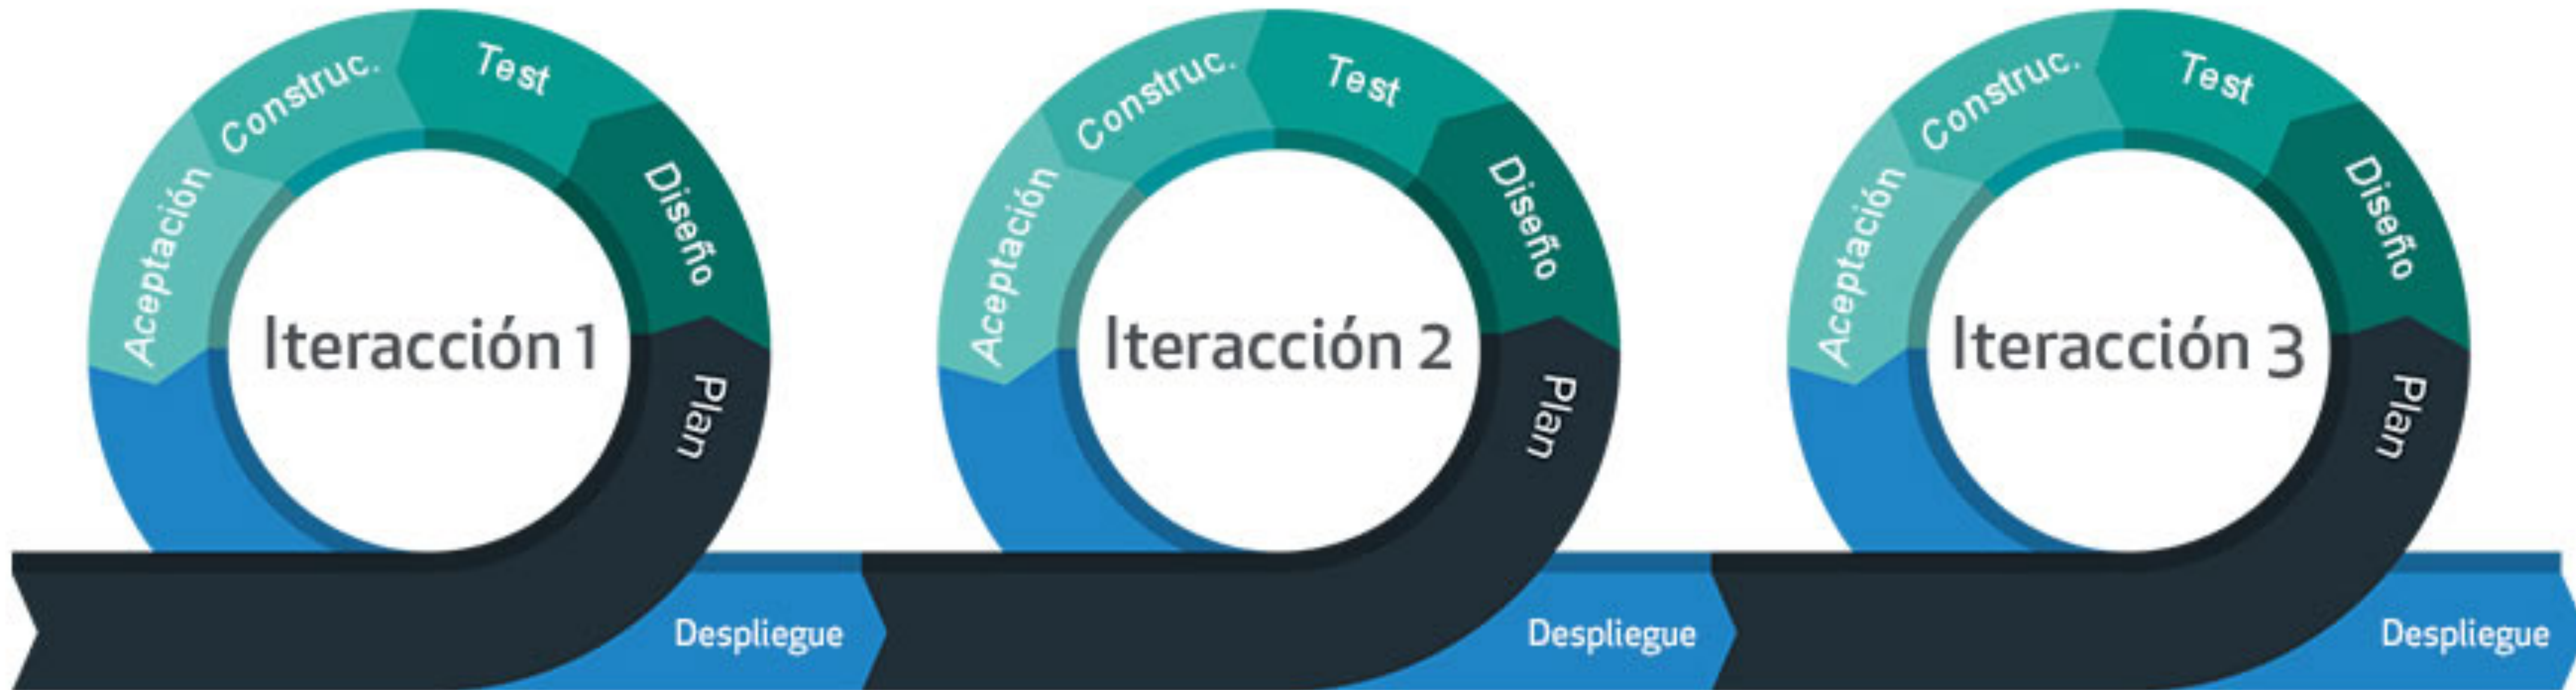 Construc.
Test
Diseño
Aceptación
Iteracción 1
Plan
Despliegue
Construc.
Test
Diseño
Aceptación
Iteracción 2
Plan
Despliegue
Construc.
Test
Diseño
Aceptación
Iteracción 3
Plan
Despliegue